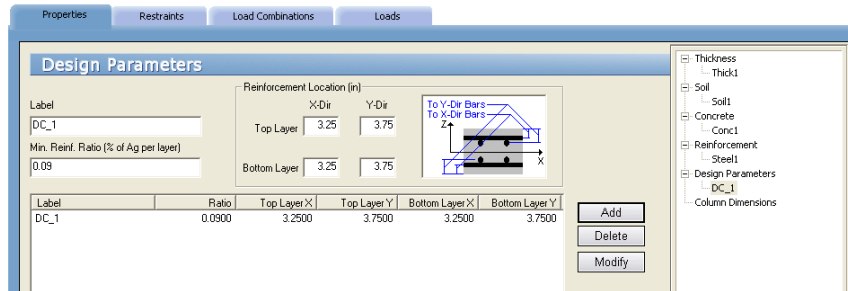 Properties Restraints Load Combinations Loads
Design Parameters
Label
DC_1
Min. Reinf. Ratio (% of Ag per layer)
0.09
Reinforcement Location (in)
X-Dir Y-Dir
Top Layer 3.25 3.75
Bottom Layer 3.25 3.75
To Y-Dir Bars
To X-Dir Bars
Z
X
Label Ratio Top Layer X Top Layer Y Bottom Layer X Bottom Layer Y
DC_1 0.0900 3.2500 3.7500 3.2500 3.7500
Add
Delete
Modify
Thickness
Thick1
Soil
Soil1
Concrete
Conc1
Reinforcement
Steel1
Design Parameters
DC_1
Column Dimensions